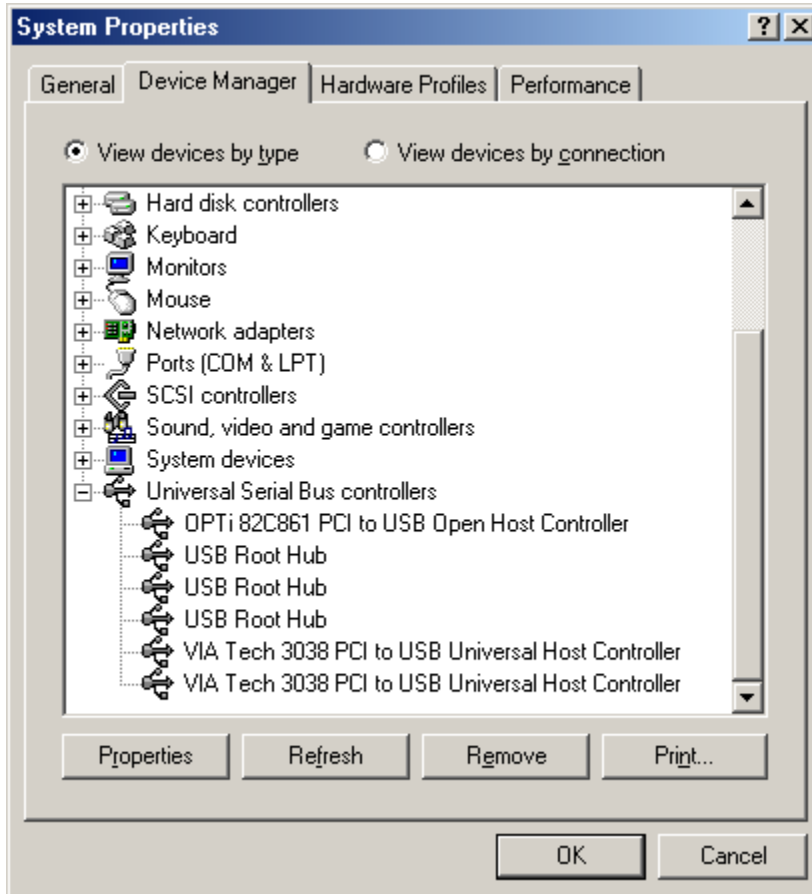 System Properties
General Device Manager Hardware Profiles Performance
View devices by type View devices by connection
Hard disk controllers
Keyboard
Monitors
Mouse
Network adapters
Ports (COM & LPT)
SCSI controllers
Sound, video and game controllers
System devices
Universal Serial Bus controllers
OPTi 82C861 PCI to USB Open Host Controller
USB Root Hub
USB Root Hub
USB Root Hub
VIA Tech 3038 PCI to USB Universal Host Controller
VIA Tech 3038 PCI to USB Universal Host Controller
Properties Refresh Remove Print...
OK Cancel